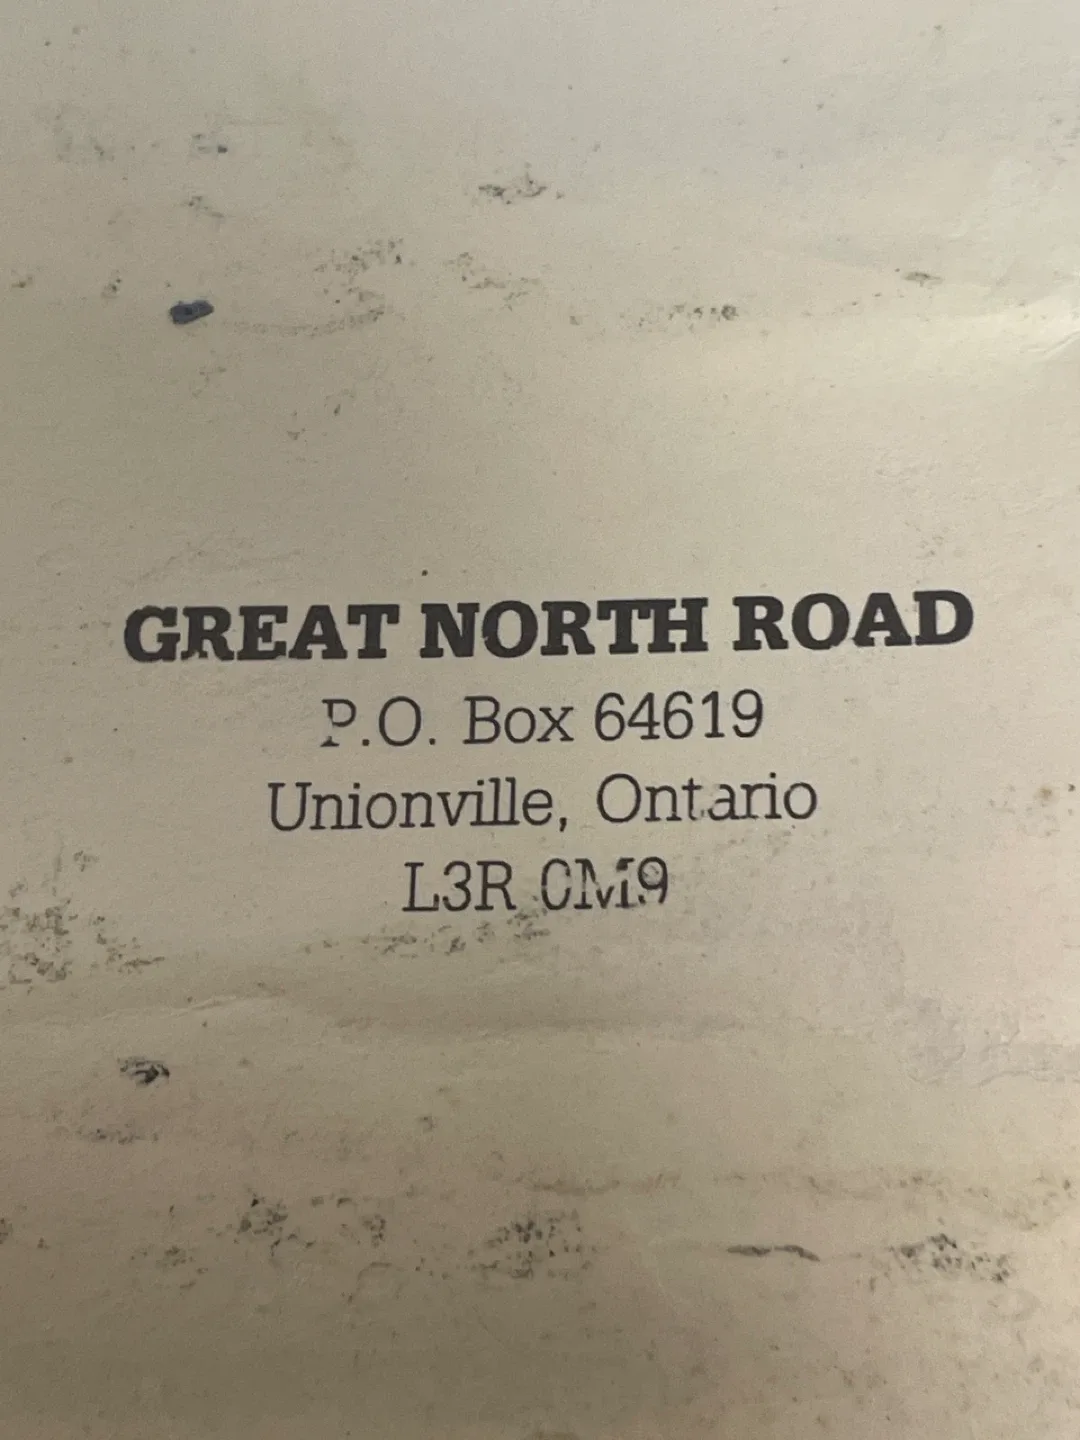 GREAT NORTH ROAD
P.O. Box 64619
Unionville, Ontario
L3R 0M9